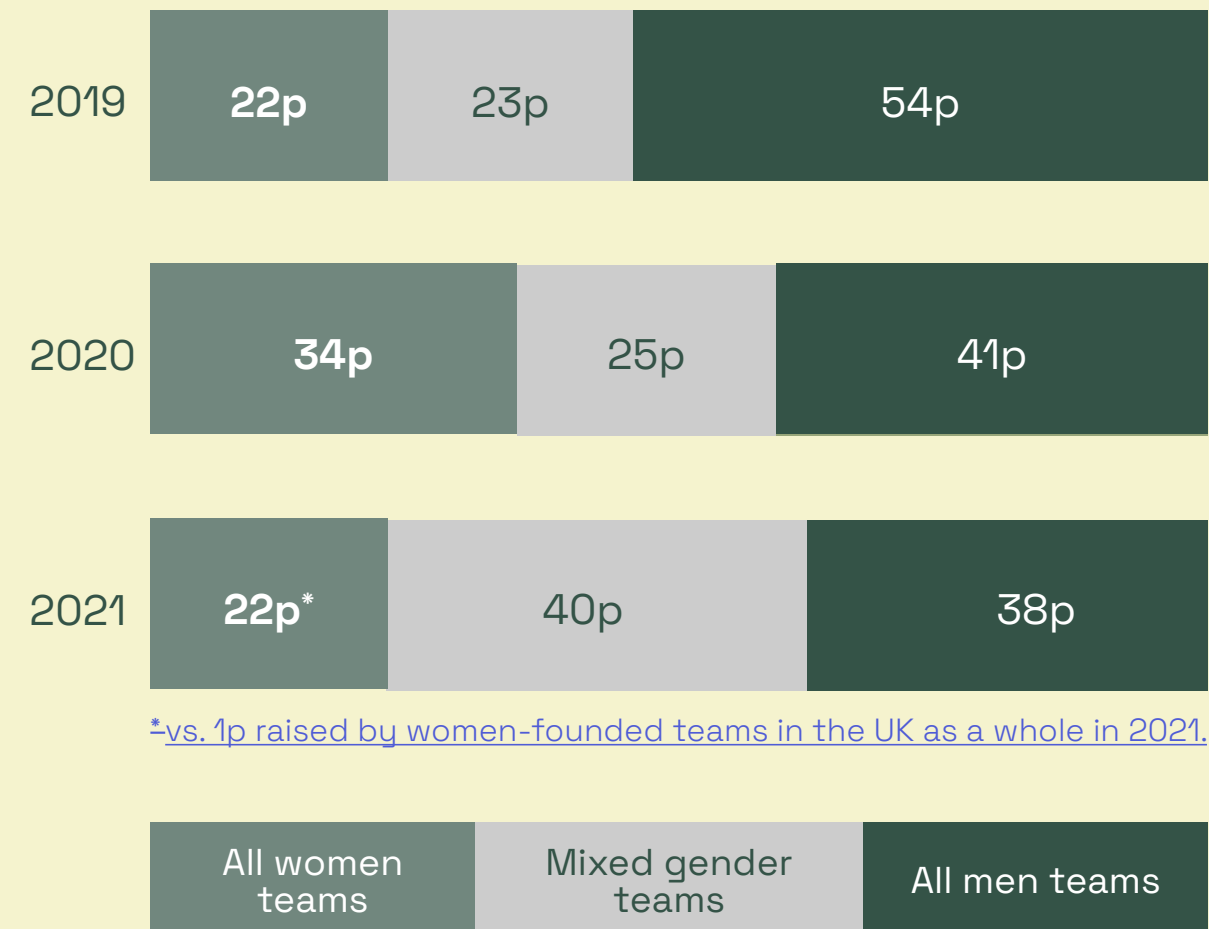 2019 22p 23p 54p
2020 34p 25p 41p
2021 22p* 40p 38p
*vs. 1p raised by women-founded teams in the UK as a whole in 2021.
All women
teams
Mixed gender
teams
All men teams